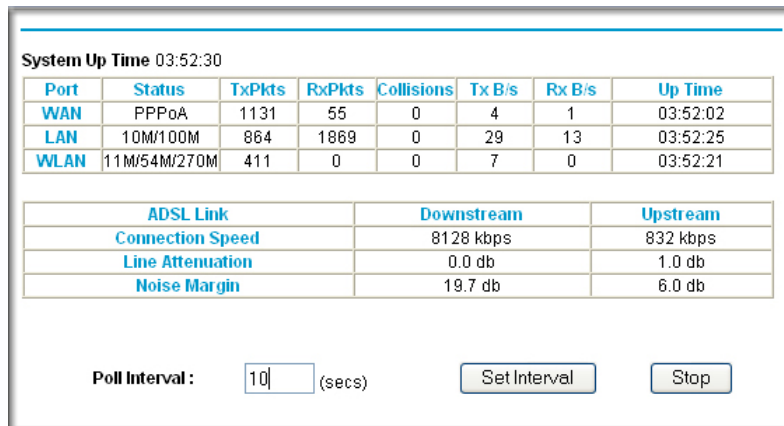 System Up Time 03:52:30
Port Status TxPkts RxPkts Collisions Tx B/s Rx B/s Up Time
WAN PPPoA 1131 55 0 4 1 03:52:02
LAN 10M/100M 864 1869 0 29 13 03:52:25
WLAN 11M/54M/270M 411 0 0 7 0 03:52:21
ADSL Link Downstream Upstream
Connection Speed 8128 kbps 832 kbps
Line Attenuation 0.0 db 1.0 db
Noise Margin 19.7 db 6.0 db
Poll Interval : 10 (secs) Set Interval Stop